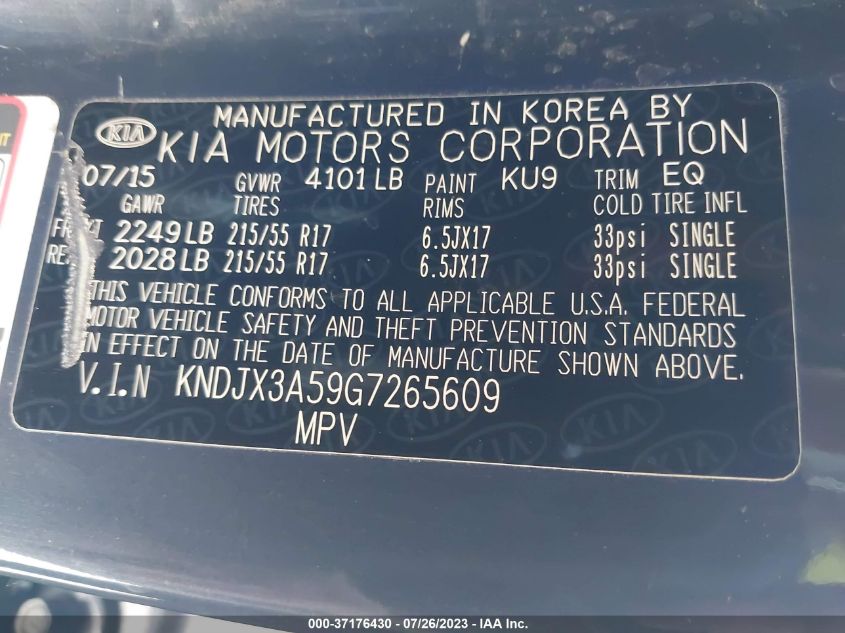 MANUFACTURED IN KOREA BY
KIA KIA MOTORS CORPORATION
07/15 GVWR 4101 LB PAINT KU9 TRIM EQ
GAWR TIRES RIMS COLD TIRE INFL
2249 LB 215/55 R17 6.5JX17 33psi SINGLE
2028 LB 215/55 R17 6.5JX17 33psi SINGLE
THIS VEHICLE CONFORMS TO ALL APPLICABLE U.S.A. FEDERAL
MOTOR VEHICLE SAFETY AND THEFT PREVENTION STANDARDS
IN EFFECT ON THE DATE OF MANUFACTURE SHOWN ABOVE.
V.I.N KNDJX3A59G7265609
MPV
000-37176430 - 07/26/2023 - IAA Inc.